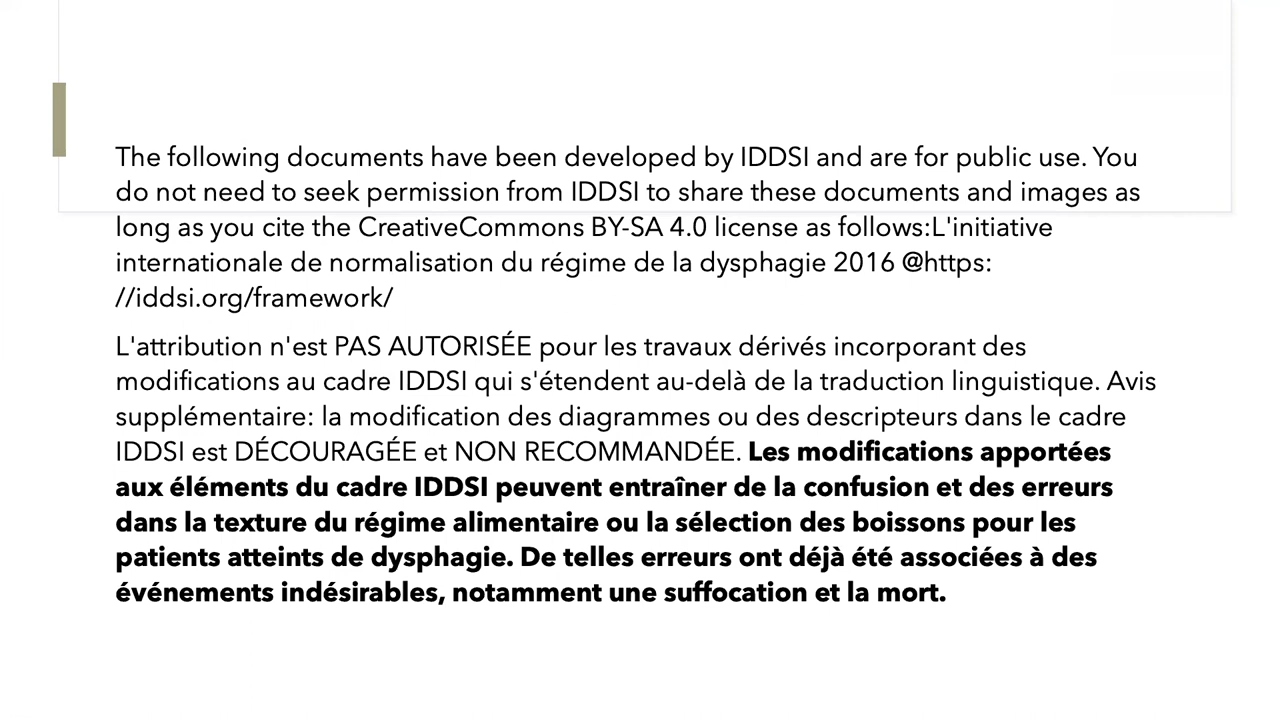 The following documents have been developed by IDDSI and are for public use. You
do not need to seek permission from IDDSI to share these documents and images as
long as you cite the CreativeCommons BY-SA 4.0 license as follows:L'initiative
internationale de normalisation du régime de la dysphagie 2016 @https:
//iddsi.org/framework/
L'attribution n'est PAS AUTORISÉE pour les travaux dérivés incorporant des
modifications au cadre IDDSI qui s'étendent au-delà de la traduction linguistique. Avis
supplémentaire: la modification des diagrammes ou des descripteurs dans le cadre
IDDSI est DÉCOURAGÉE et NON RECOMMANDÉE. Les modifications apportées
aux éléments du cadre IDDSI peuvent entraîner de la confusion et des erreurs
dans la texture du régime alimentaire ou la sélection des boissons pour les
patients atteints de dysphagie. De telles erreurs ont déjà été associées à des
événements indésirables, notamment une suffocation et la mort.